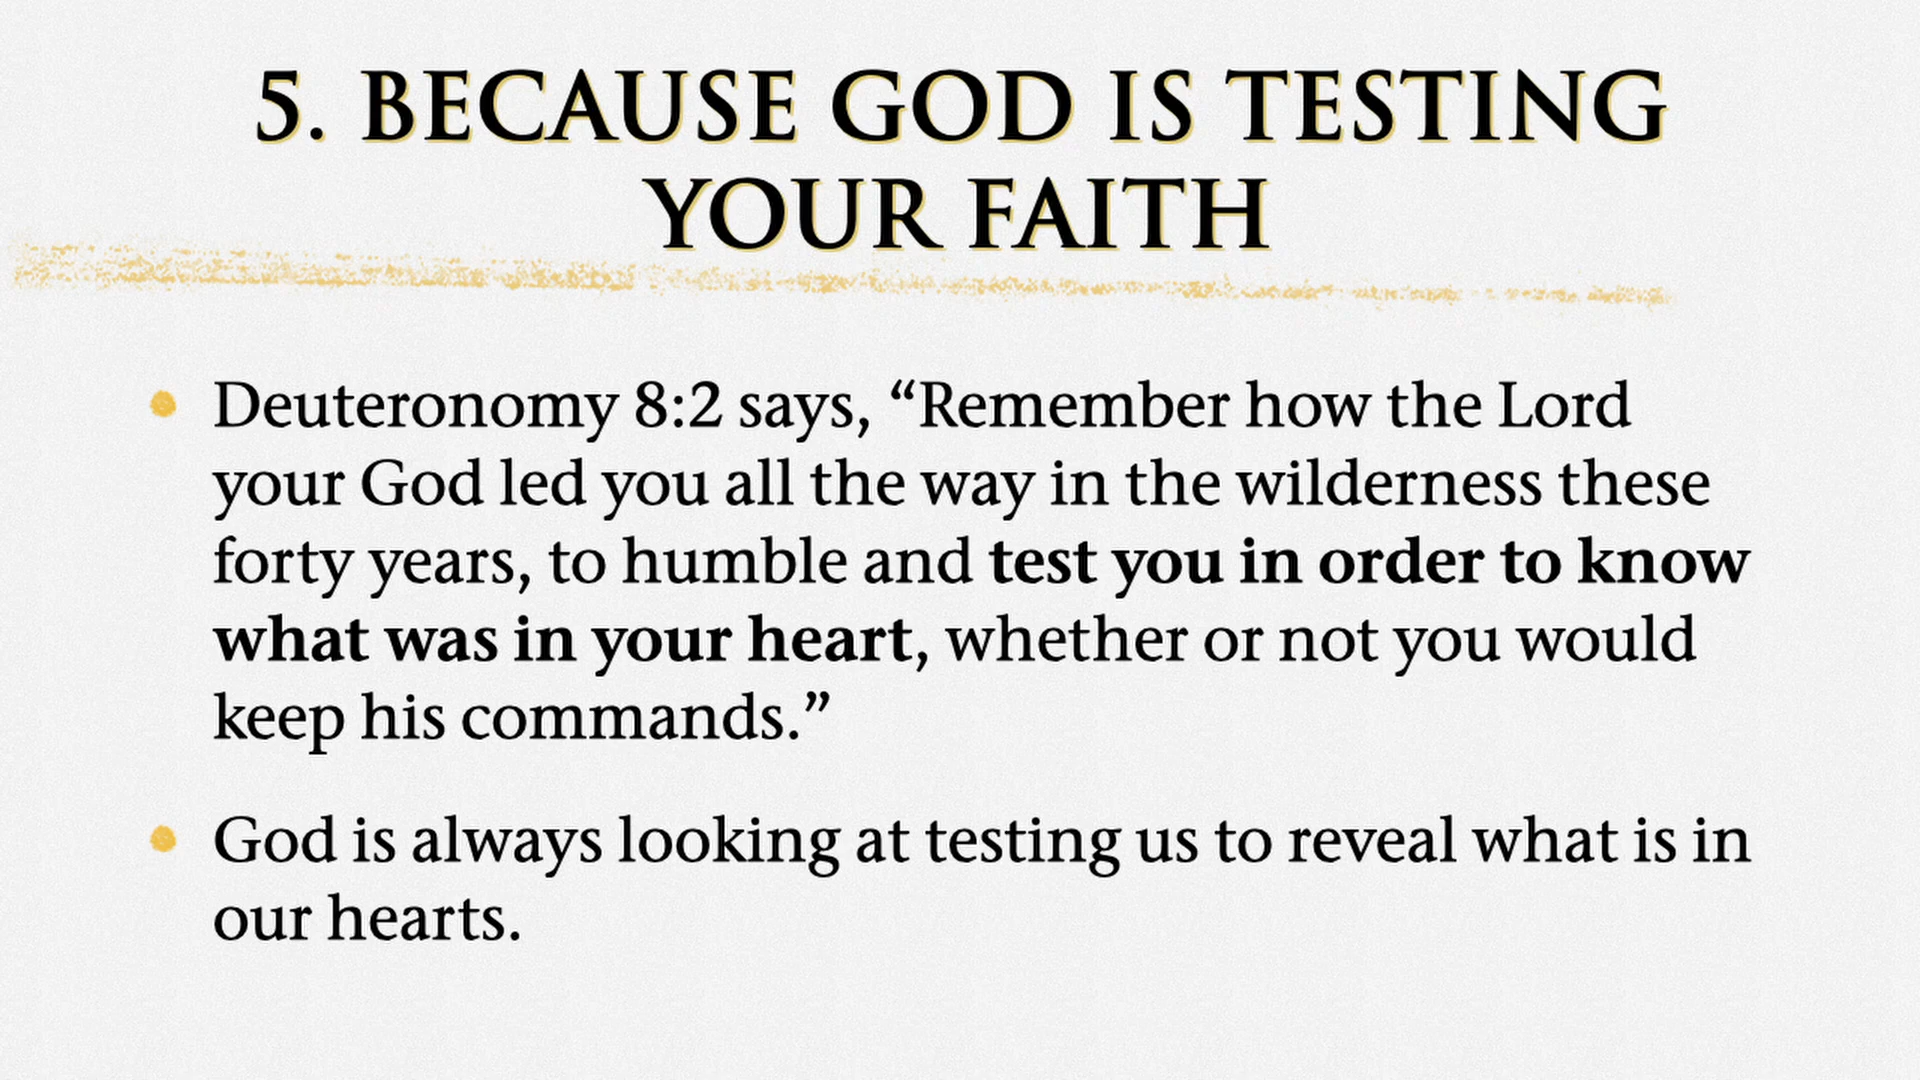 5. BECAUSE GOD IS TESTING
YOUR FAITH
Deuteronomy 8:2 says, “Remember how the Lord
your God led you all the way in the wilderness these
forty years, to humble and test you in order to know
what was in your heart, whether or not you would
keep his commands.”
God is always looking at testing us to reveal what is in
our hearts.